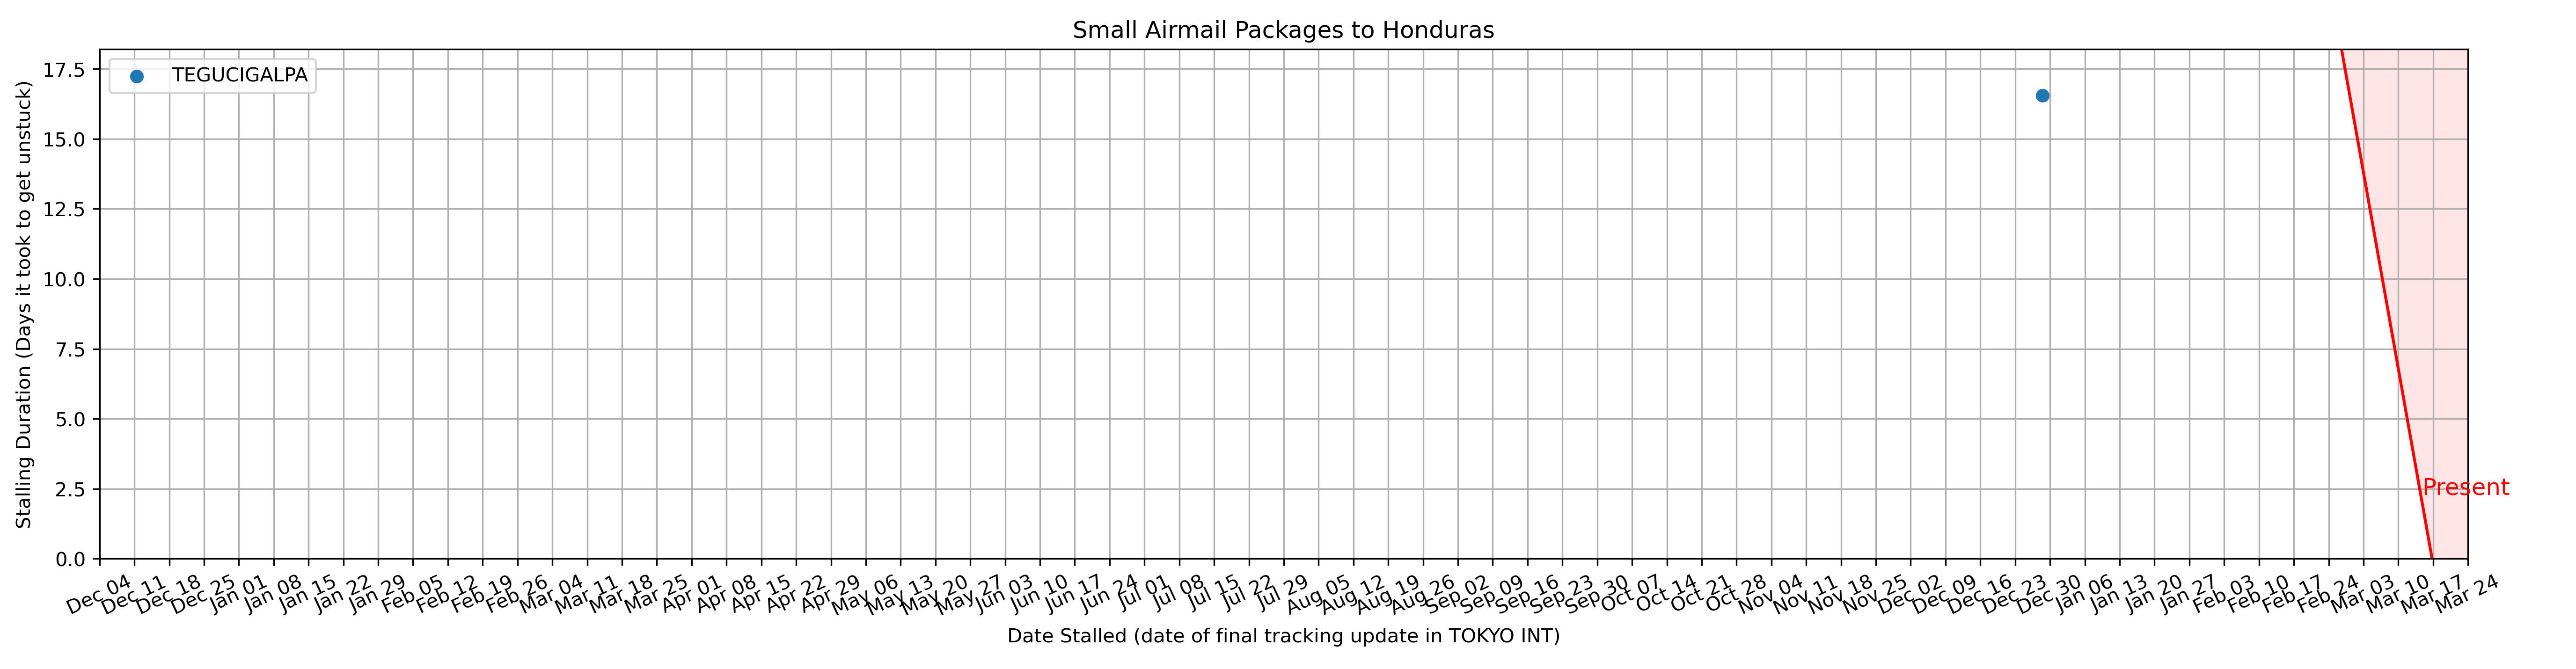 Small Airmail Packages to Honduras
TEGUCIGALPA
Stalling Duration (Days it took to get unstuck)
17.5
15.0
12.5
10.0
7.5
5.0
2.5
0.0
Present
Dec 04
Dec 11
Dec 18
Dec 25
Jan 01
Jan 08
Jan 15
Jan 22
Jan 29
Feb 05
Feb 12
Feb 19
Feb 26
Mar 04
Mar 11
Mar 18
Mar 25
Apr 01
Apr 08
Apr 15
Apr 22
Apr 29
May 06
May 13
May 20
May 27
Jun 03
Jun 10
Jun 17
Jun 24
Jul 01
Jul 08
Jul 15
Jul 22
Jul 29
Aug 05
Aug 12
Aug 19
Aug 26
Sep 02
Sep 09
Sep 16
Sep 23
Sep 30
Oct 07
Oct 14
Oct 21
Oct 28
Nov 04
Nov 11
Nov 18
Nov 25
Dec 02
Dec 09
Dec 16
Dec 23
Dec 30
Jan 06
Jan 13
Jan 20
Jan 27
Feb 03
Feb 10
Feb 17
Feb 24
Mar 03
Mar 10
Mar 17
Mar 24
Date Stalled (date of final tracking update in TOKYO INT)